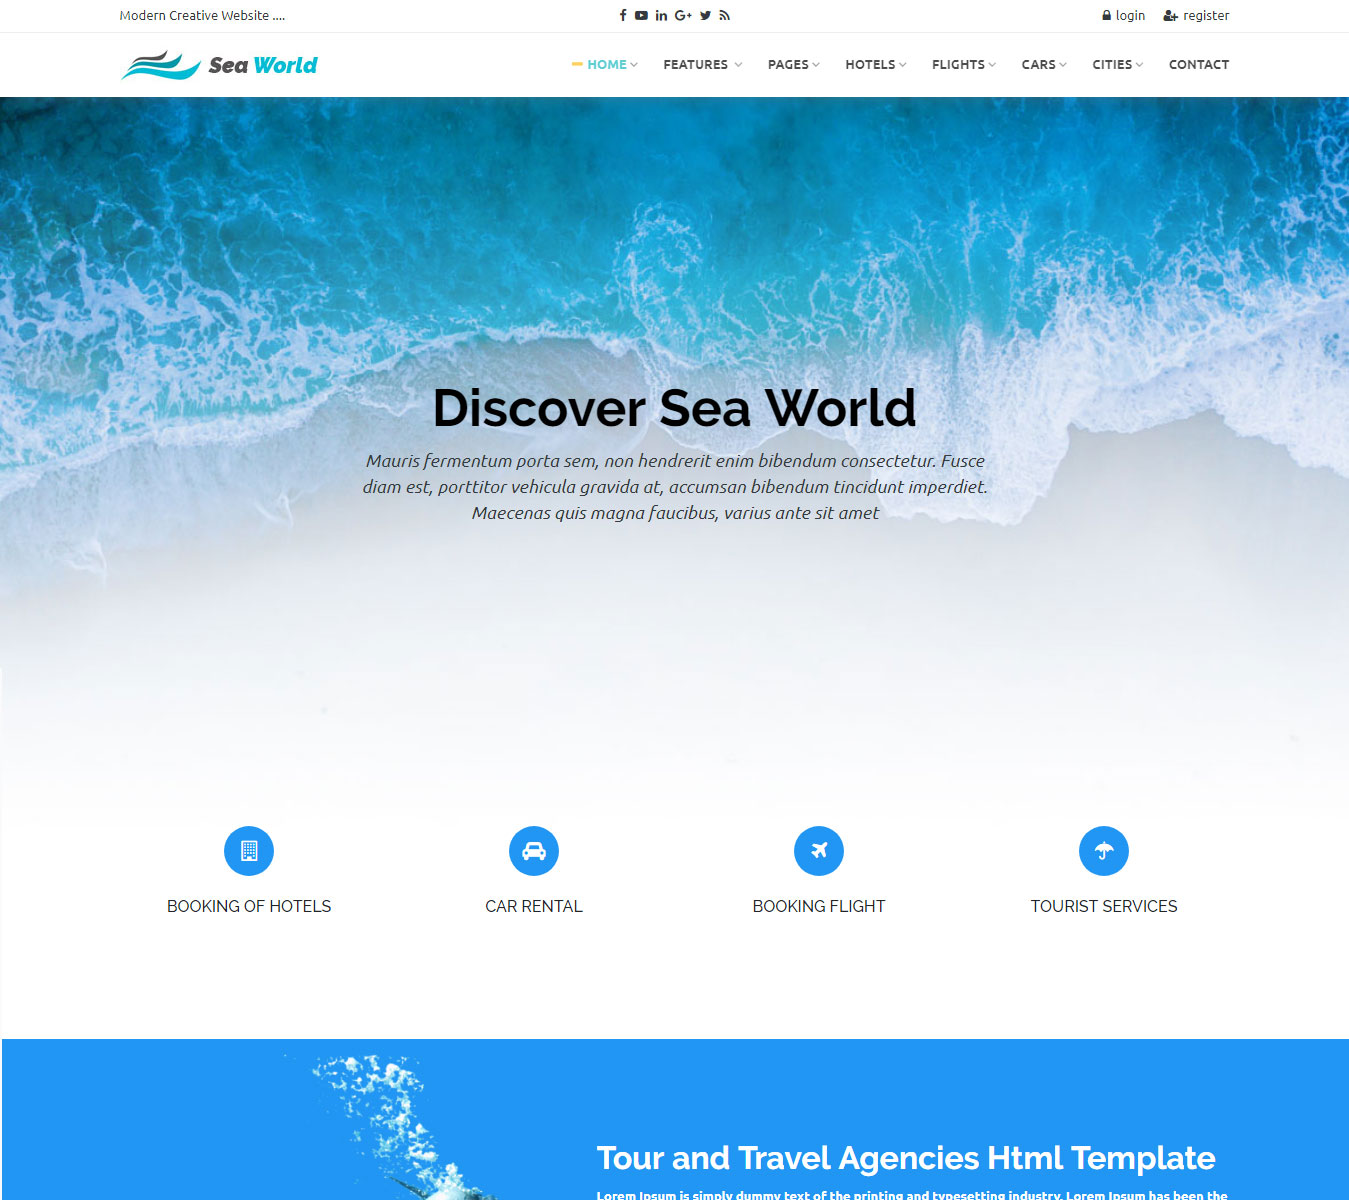 Modern Creative Website ....
login
register
Sea World
HOME
FEATURES
PAGES
HOTELS
FLIGHTS
CARS
CITIES
CONTACT
Discover Sea World
Mauris fermentum porta sem, non hendrerit enim bibendum consectetur. Fusce
diam est, porttitor vehicula gravida at, accumsan bibendum tincidunt imperdiet.
Maecenas quis magna faucibus, varius ante sit amet
BOOKING OF HOTELS
CAR RENTAL
BOOKING FLIGHT
TOURIST SERVICES
Tour and Travel Agencies Html Template
Lorem Ipsum is simply dummy text of the printing and typesetting industry. Lorem Ipsum has been the